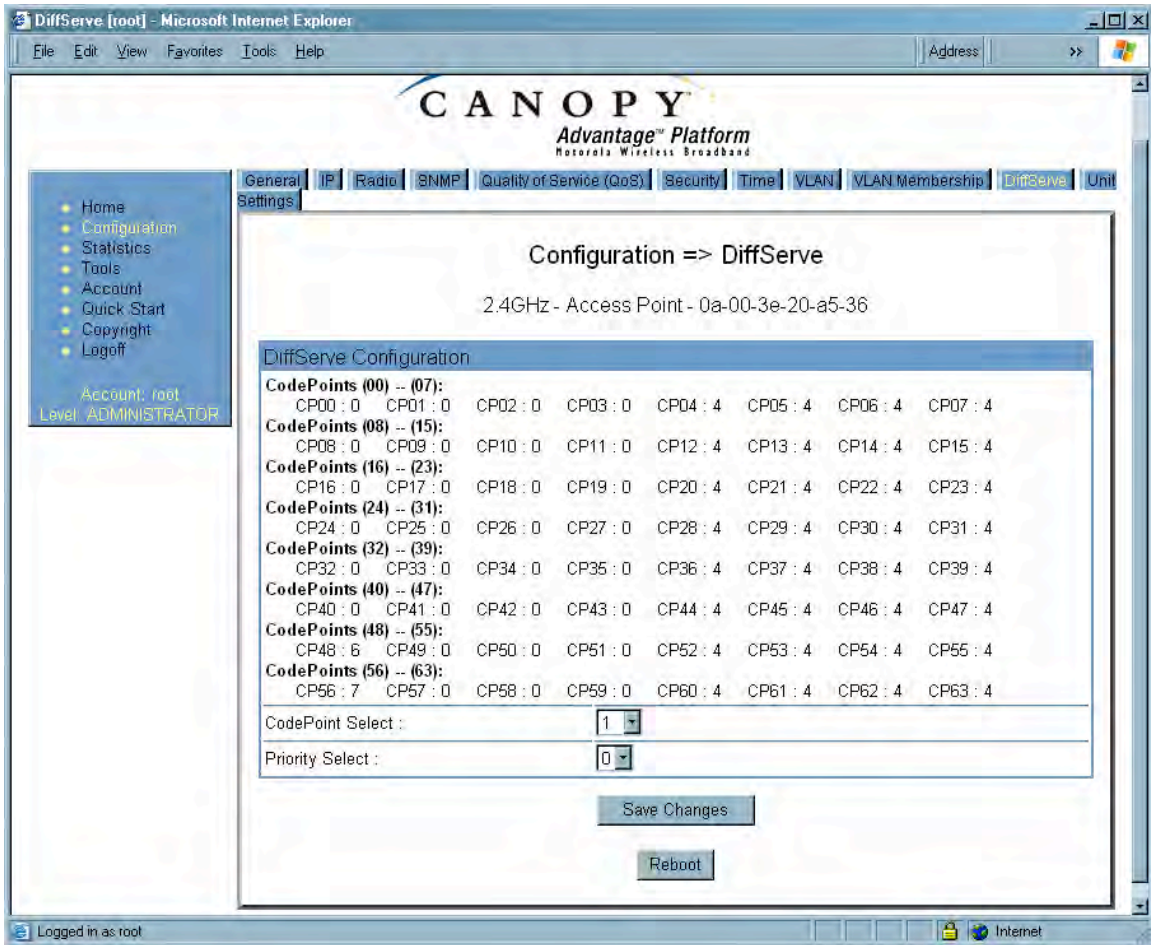 DiffServe [root] - Microsoft Internet Explorer
File Edit View Favorites Tools Help
Address
»
CANOPY
Advantage™ Platform
Motorola Wireless Broadband
General IP Radio SNMP Quality of Service (QoS) Security Time VLAN VLAN Membership DiffServe Unit
Settings
Home
Configuration
Statistics
Tools
Account
Quick Start
Copyright
Logoff
Account: root
Level: ADMINISTRATOR
Configuration => DiffServe
2.4GHz - Access Point - 0a-00-3e-20-a5-36
DiffServe Configuration
CodePoints (00) -- (07):
CP00 : 0 CP01 : 0 CP02 : 0 CP03 : 0 CP04 : 4 CP05 : 4 CP06 : 4 CP07 : 4
CodePoints (08) -- (15):
CP08 : 0 CP09 : 0 CP10 : 0 CP11 : 0 CP12 : 4 CP13 : 4 CP14 : 4 CP15 : 4
CodePoints (16) -- (23):
CP16 : 0 CP17 : 0 CP18 : 0 CP19 : 0 CP20 : 4 CP21 : 4 CP22 : 4 CP23 : 4
CodePoints (24) -- (31):
CP24 : 0 CP25 : 0 CP26 : 0 CP27 : 0 CP28 : 4 CP29 : 4 CP30 : 4 CP31 : 4
CodePoints (32) -- (39):
CP32 : 0 CP33 : 0 CP34 : 0 CP35 : 0 CP36 : 4 CP37 : 4 CP38 : 4 CP39 : 4
CodePoints (40) -- (47):
CP40 : 0 CP41 : 0 CP42 : 0 CP43 : 0 CP44 : 4 CP45 : 4 CP46 : 4 CP47 : 4
CodePoints (48) -- (55):
CP48 : 6 CP49 : 0 CP50 : 0 CP51 : 0 CP52 : 4 CP53 : 4 CP54 : 4 CP55 : 4
CodePoints (56) -- (63):
CP56 : 7 CP57 : 0 CP58 : 0 CP59 : 0 CP60 : 4 CP61 : 4 CP62 : 4 CP63 : 4
CodePoint Select : 1
Priority Select : 0
Save Changes
Reboot
Logged in as root
Internet